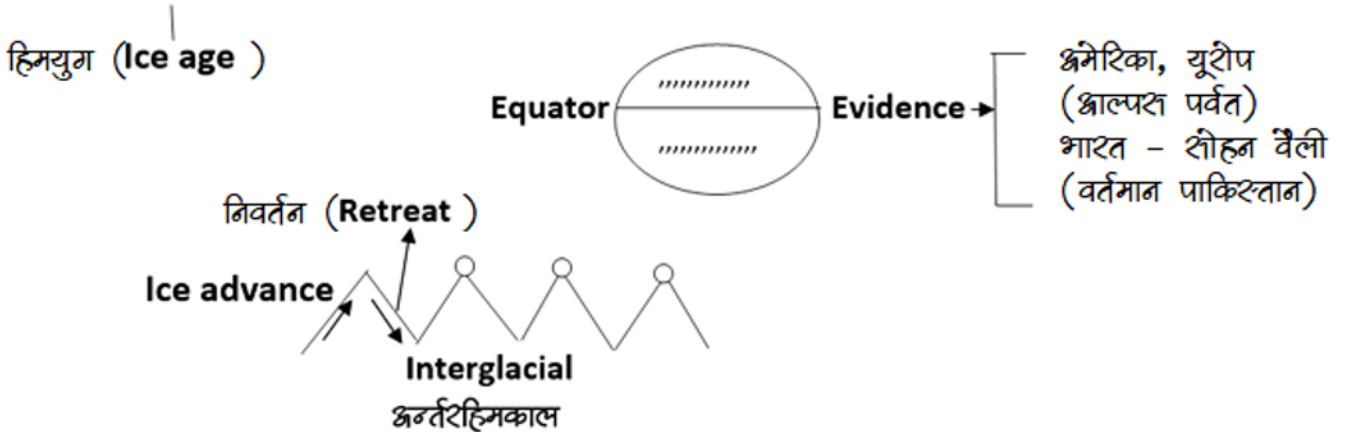 हिमयुग (Ice age )
Equator
Evidence
अमेरिका, यूरोप
(आल्पस पर्वत)
भारत – सोहन वैली
(वर्तमान पाकिस्तान)
निवर्तन (Retreat )
Ice advance
Interglacial
अर्न्तरहिमकाल